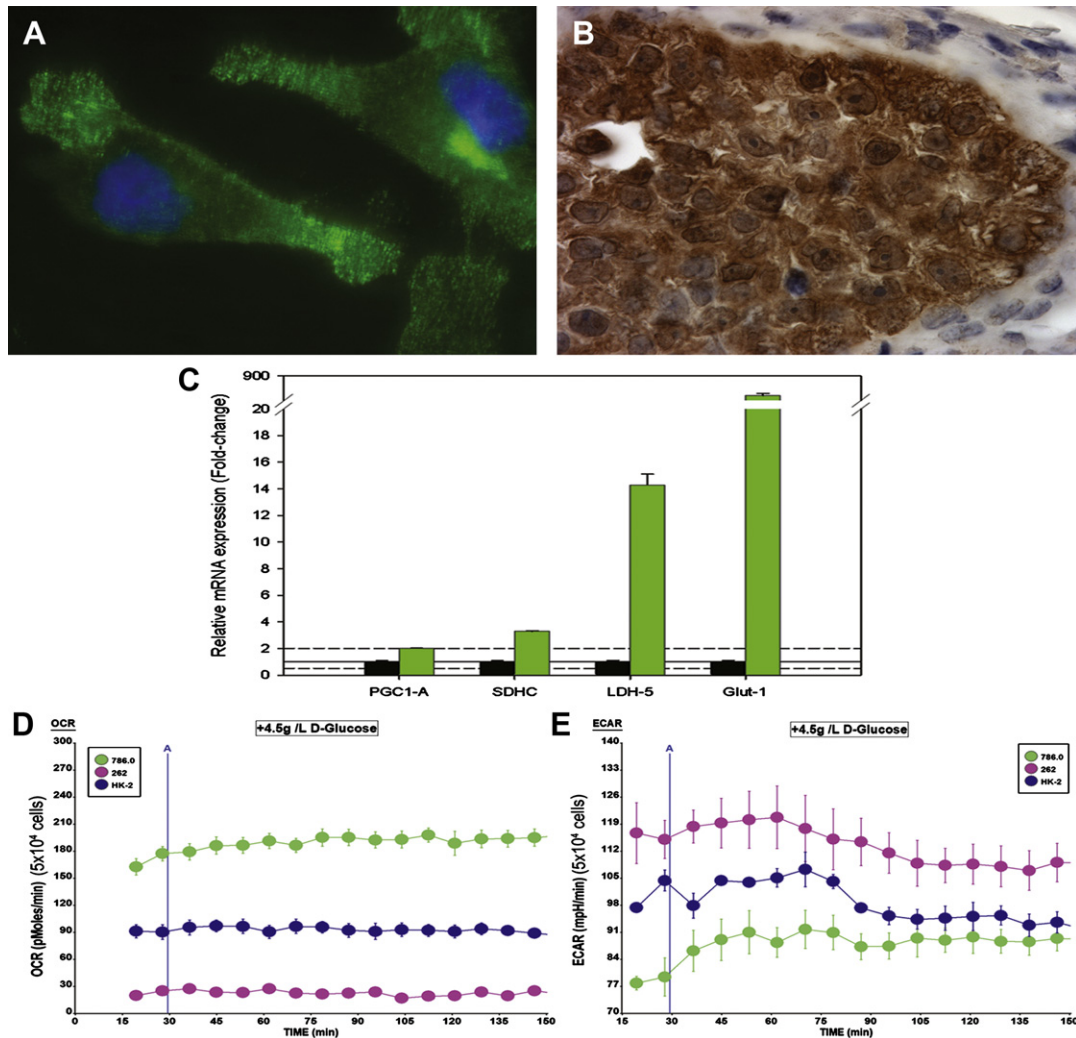 A
B
C
Relative mRNA expression (Fold-change)
900
20
18
16
14
12
10
8
6
4
2
0
PGC1-A
SDHC
LDH-5
Glut-1
D
OCR
+4.5g /L D-Glucose
A
786.0
262
HK-2
OCR (pMoles/min) (5x10⁴ cells)
300
270
240
210
180
150
120
90
60
30
0
0 15 30 45 60 75 90 105 120 135 150
TIME (min)
E
ECAR
+4.5g /L D-Glucose
A
786.0
262
HK-2
ECAR (mpH/min) (5x10⁴ cells)
140
133
126
119
112
105
98
91
84
77
70
15 30 45 60 75 90 105 120 135 150
TIME (min)